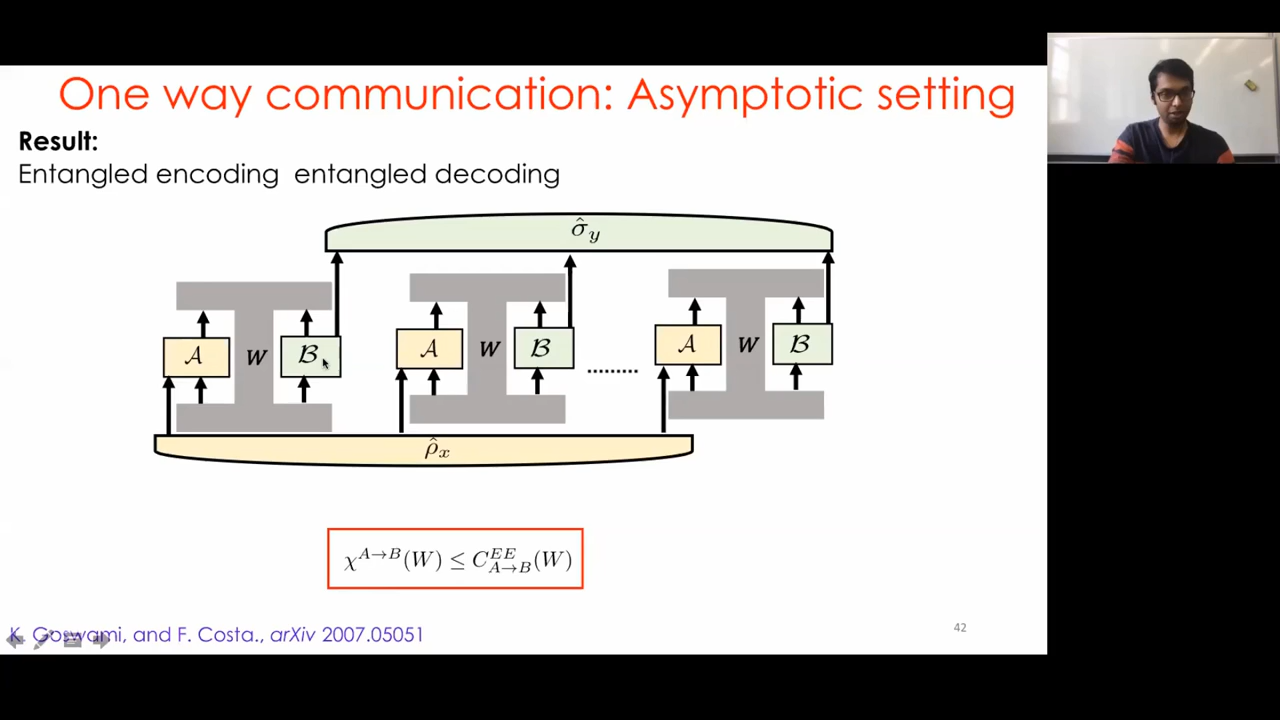 One way communication: Asymptotic setting
Result:
Entangled encoding entangled decoding
σ̂_y
A W B A W B ......... A W B
ρ̂_x
χ^{A→B}(W) ≤ C^{EE}_{A→B}(W)
K. Goswami, and F. Costa., arXiv 2007.05051
42